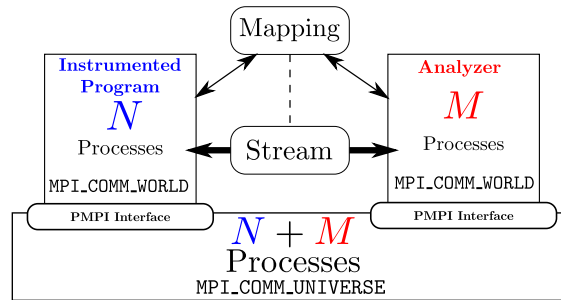 Mapping
Instrumented
Program
N
Processes
MPI_COMM_WORLD
PMPI Interface
Stream
Analyzer
M
Processes
MPI_COMM_WORLD
PMPI Interface
N + M
Processes
MPI_COMM_UNIVERSE